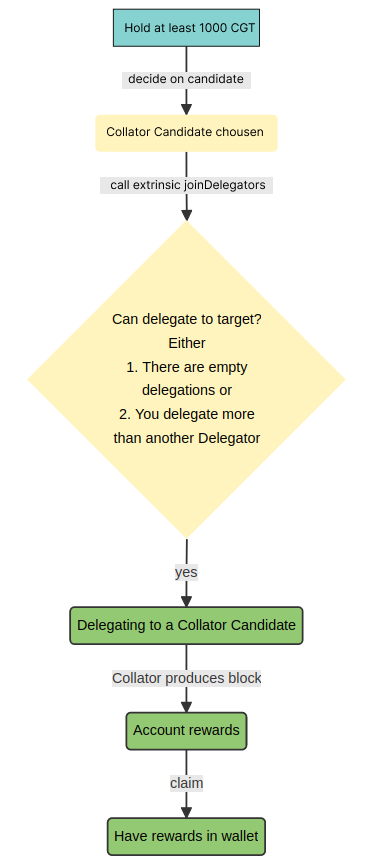 Hold at least 1000 CGT
decide on candidate
Collator Candidate chousen
call extrinsic joinDelegators
Can delegate to target?
Either
1. There are empty
delegations or
2. You delegate more
than another Delegator
yes
Delegating to a Collator Candidate
Collator produces block
Account rewards
claim
Have rewards in wallet